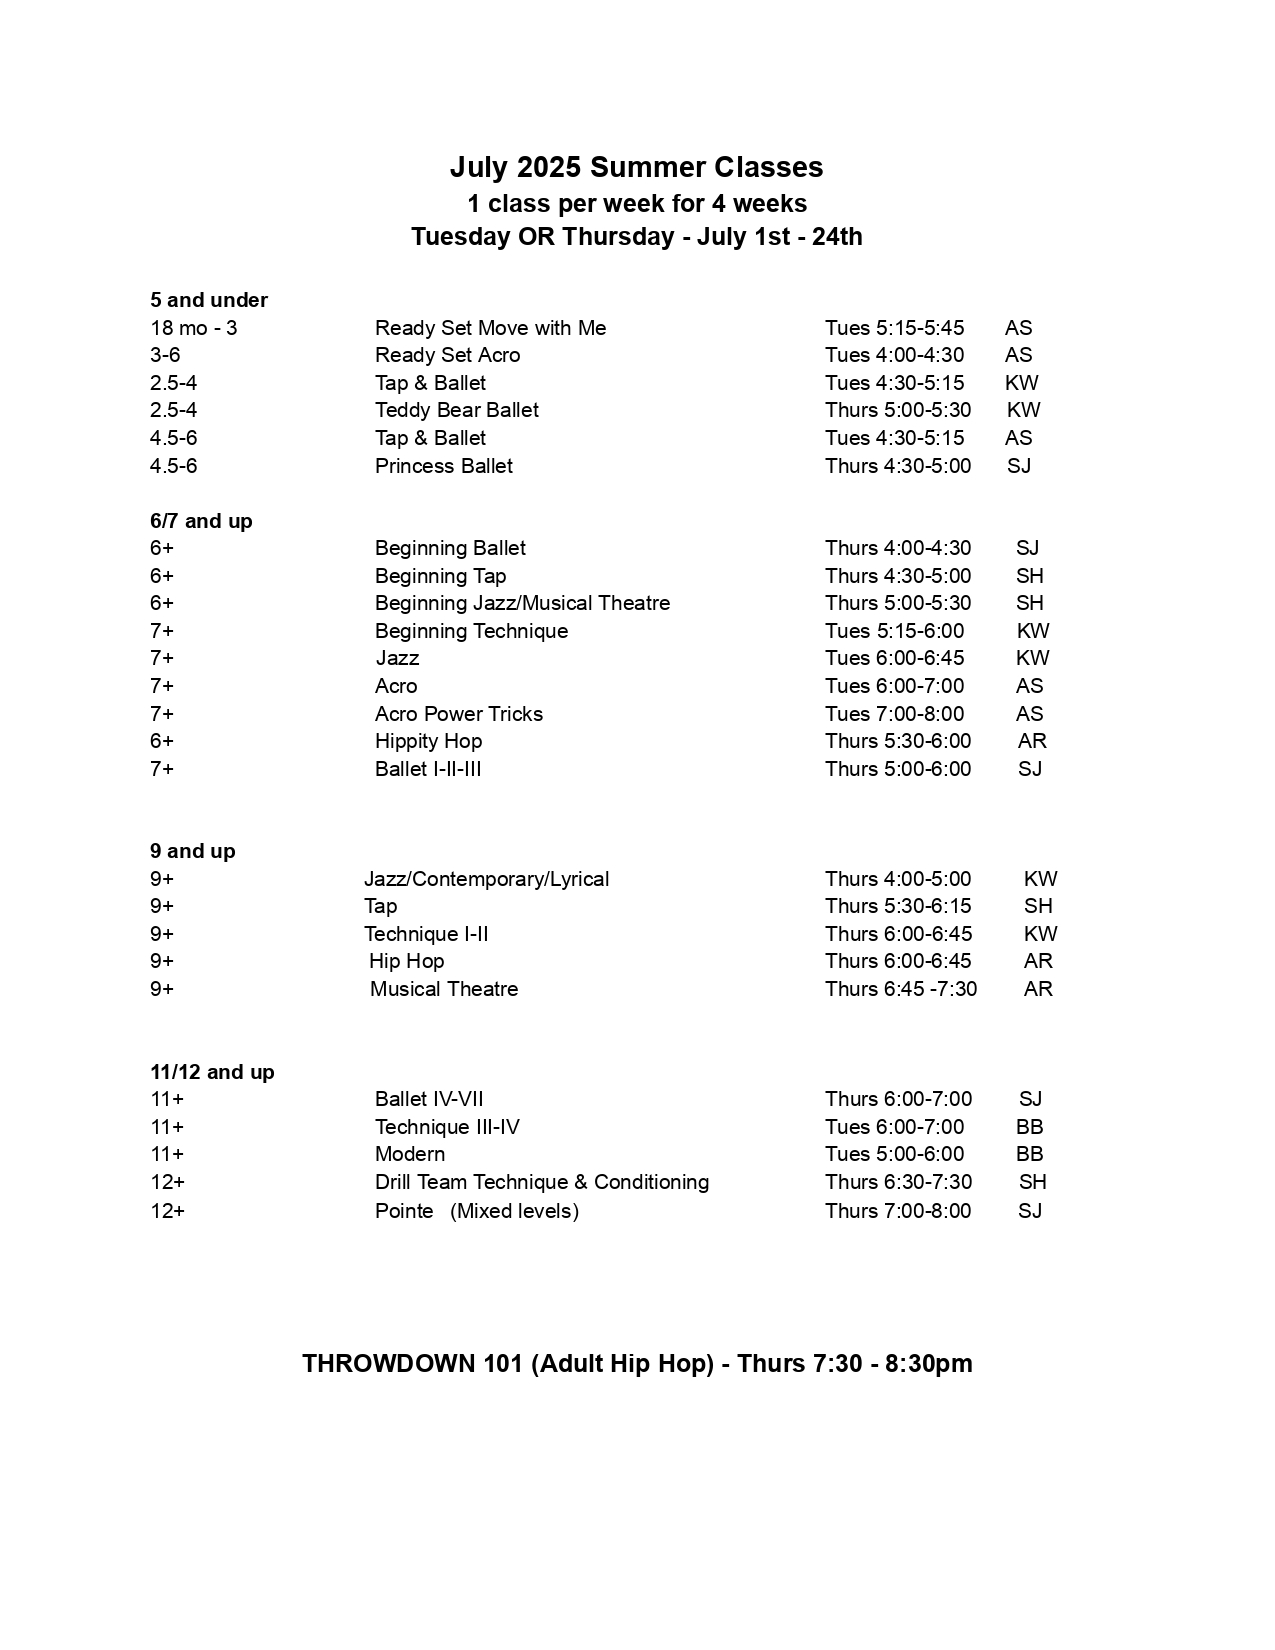 July 2025 Summer Classes
1 class per week for 4 weeks
Tuesday OR Thursday - July 1st - 24th
5 and under
18 mo - 3 Ready Set Move with Me Tues 5:15-5:45 AS
3-6 Ready Set Acro Tues 4:00-4:30 AS
2.5-4 Tap & Ballet Tues 4:30-5:15 KW
2.5-4 Teddy Bear Ballet Thurs 5:00-5:30 KW
4.5-6 Tap & Ballet Tues 4:30-5:15 AS
4.5-6 Princess Ballet Thurs 4:30-5:00 SJ
6/7 and up
6+ Beginning Ballet Thurs 4:00-4:30 SJ
6+ Beginning Tap Thurs 4:30-5:00 SH
6+ Beginning Jazz/Musical Theatre Thurs 5:00-5:30 SH
7+ Beginning Technique Tues 5:15-6:00 KW
7+ Jazz Tues 6:00-6:45 KW
7+ Acro Tues 6:00-7:00 AS
7+ Acro Power Tricks Tues 7:00-8:00 AS
6+ Hippity Hop Thurs 5:30-6:00 AR
7+ Ballet I-II-III Thurs 5:00-6:00 SJ
9 and up
9+ Jazz/Contemporary/Lyrical Thurs 4:00-5:00 KW
9+ Tap Thurs 5:30-6:15 SH
9+ Technique I-II Thurs 6:00-6:45 KW
9+ Hip Hop Thurs 6:00-6:45 AR
9+ Musical Theatre Thurs 6:45 -7:30 AR
11/12 and up
11+ Ballet IV-VII Thurs 6:00-7:00 SJ
11+ Technique III-IV Tues 6:00-7:00 BB
11+ Modern Tues 5:00-6:00 BB
12+ Drill Team Technique & Conditioning Thurs 6:30-7:30 SH
12+ Pointe (Mixed levels) Thurs 7:00-8:00 SJ
THROWDOWN 101 (Adult Hip Hop) - Thurs 7:30 - 8:30pm